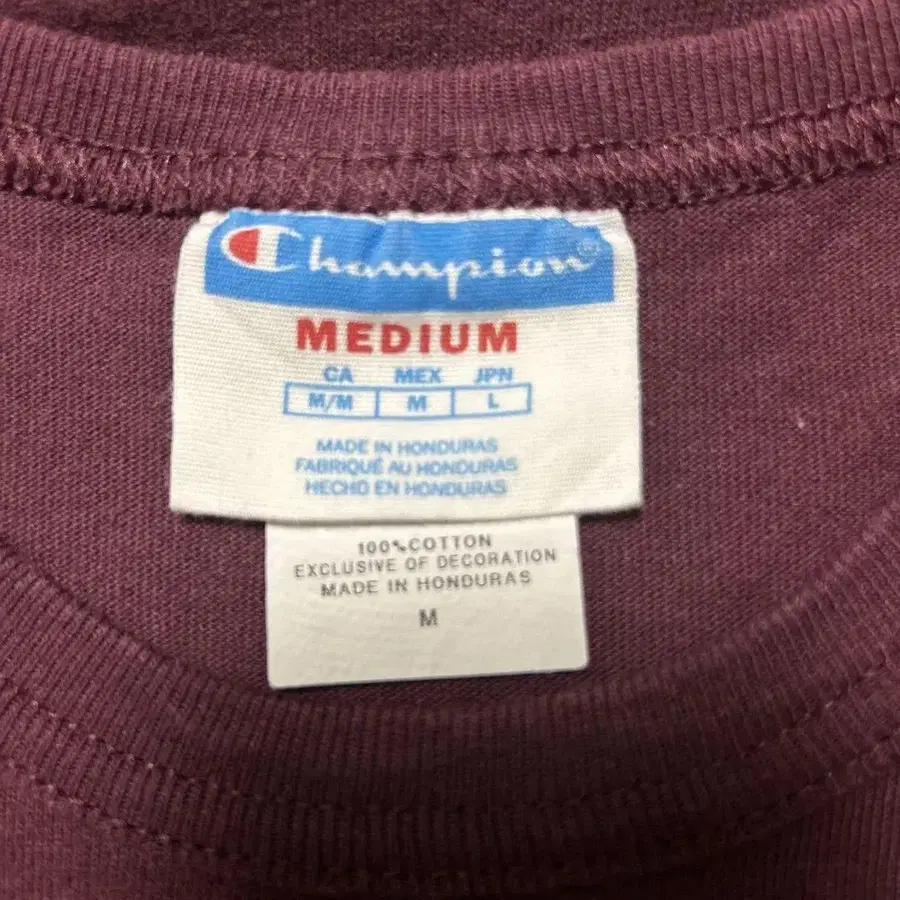 Champion®
MEDIUM
CA MEX JPN
M/M M L
MADE IN HONDURAS
FABRIQUÉ AU HONDURAS
HECHO EN HONDURAS
100%COTTON
EXCLUSIVE OF DECORATION
MADE IN HONDURAS
M